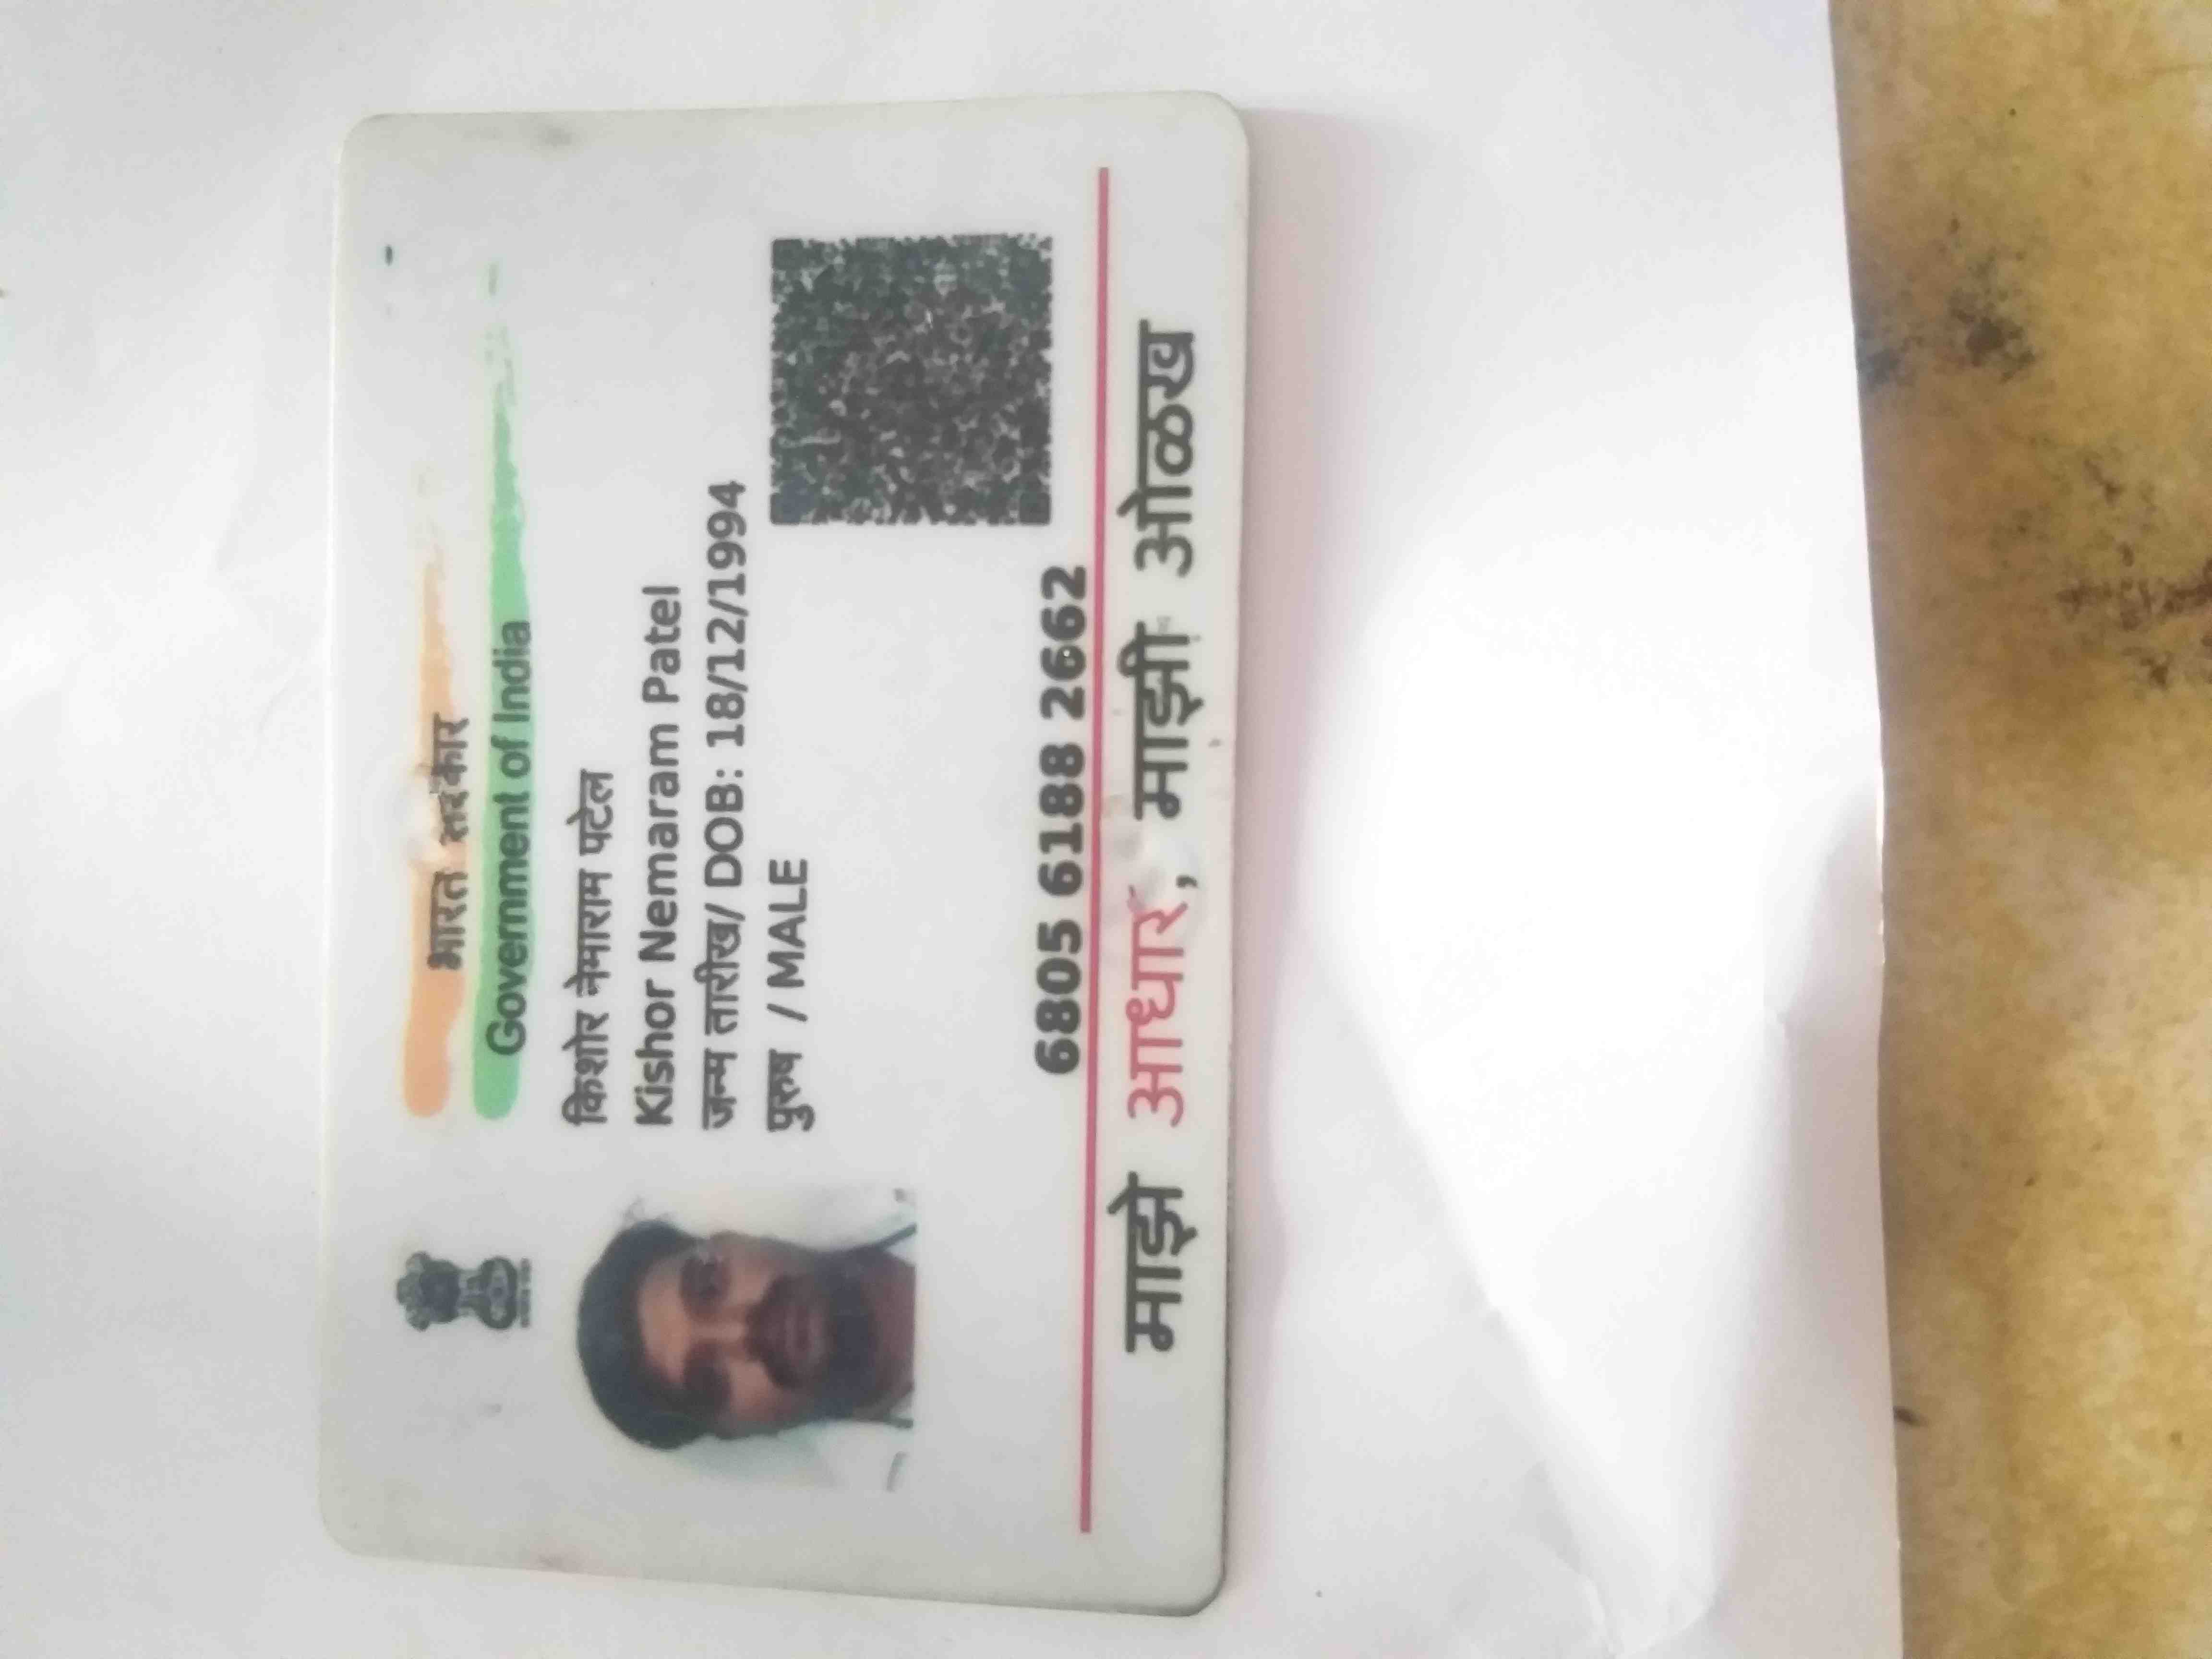 भारत सरकार
Government of India
किशोर नेमाराम पटेल
Kishor Nemaram Patel
जन्म तारीख/ DOB: 18/12/1994
पुरुष / MALE
6805 6188 2662
माझे आधार, माझी ओळख